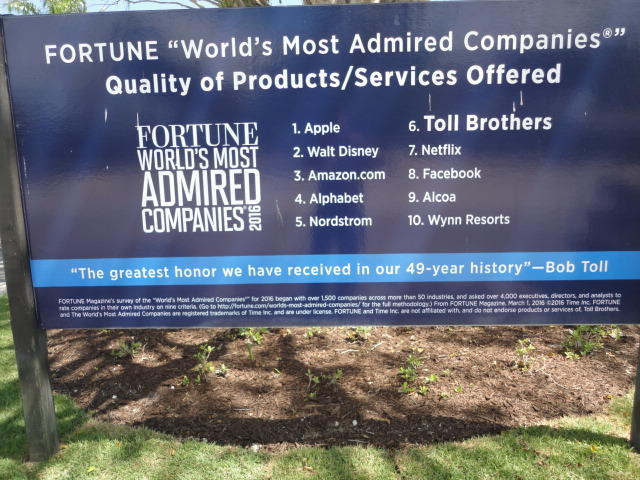 FORTUNE “World’s Most Admired Companies®”
Quality of Products/Services Offered
FORTUNE
WORLD'S MOST
ADMIRED
COMPANIES® 2016
1. Apple
2. Walt Disney
3. Amazon.com
4. Alphabet
5. Nordstrom
6. Toll Brothers
7. Netflix
8. Facebook
9. Alcoa
10. Wynn Resorts
“The greatest honor we have received in our 49-year history”—Bob Toll
FORTUNE Magazine's survey of the "World's Most Admired Companies" for 2016 began with over 1,500 companies across more than 50 industries, and asked over 4,000 executives, directors, and analysts to
rate companies in their own industry on nine criteria. (Go to http://fortune.com/worlds-most-admired-companies/ for the full methodology.) From FORTUNE Magazine, March 1, 2016 ©2016 Time Inc. FORTUNE
and The World's Most Admired Companies are registered trademarks of Time Inc. and are under license. FORTUNE and Time Inc. are not affiliated with, and do not endorse products or services of, Toll Brothers.